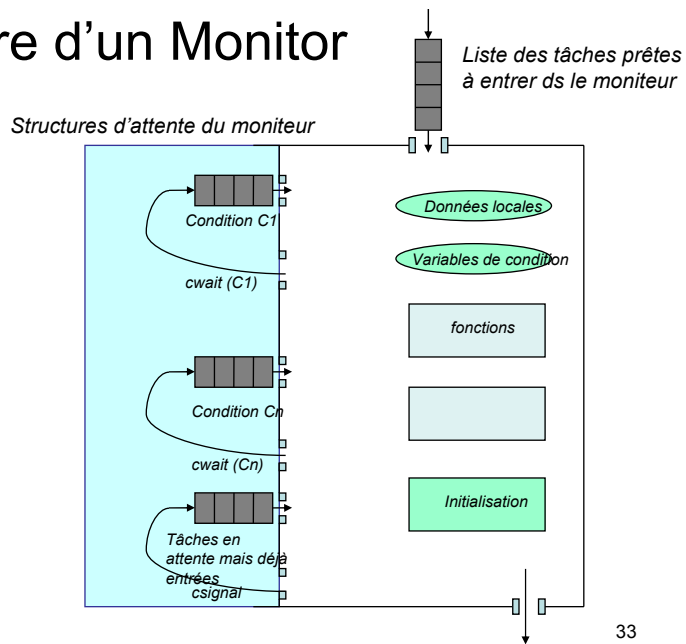 re d'un Monitor
Liste des tâches prêtes
à entrer ds le moniteur
Structures d'attente du moniteur
Condition C1
cwait (C1)
Condition Cn
cwait (Cn)
Tâches en
attente mais déjà
entrées
csignal
Données locales
Variables de condition
fonctions
Initialisation
33